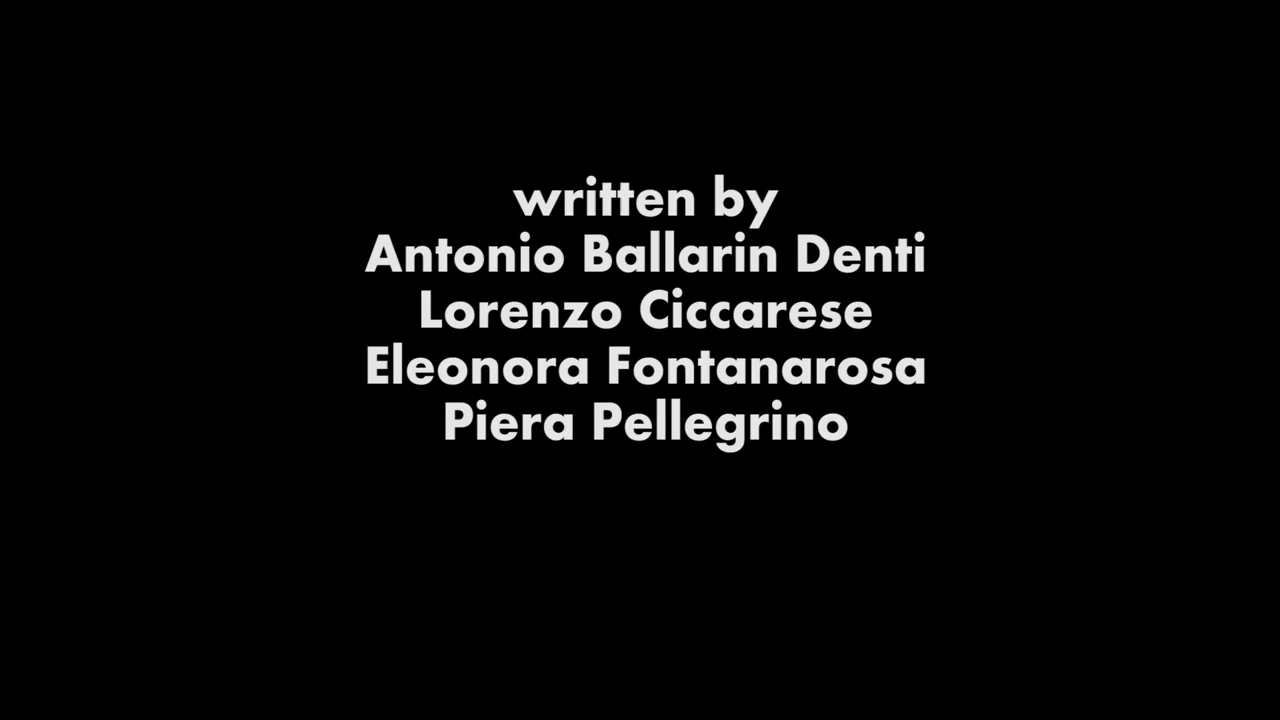 written by
Antonio Ballarin Denti
Lorenzo Ciccarese
Eleonora Fontanarosa
Piera Pellegrino